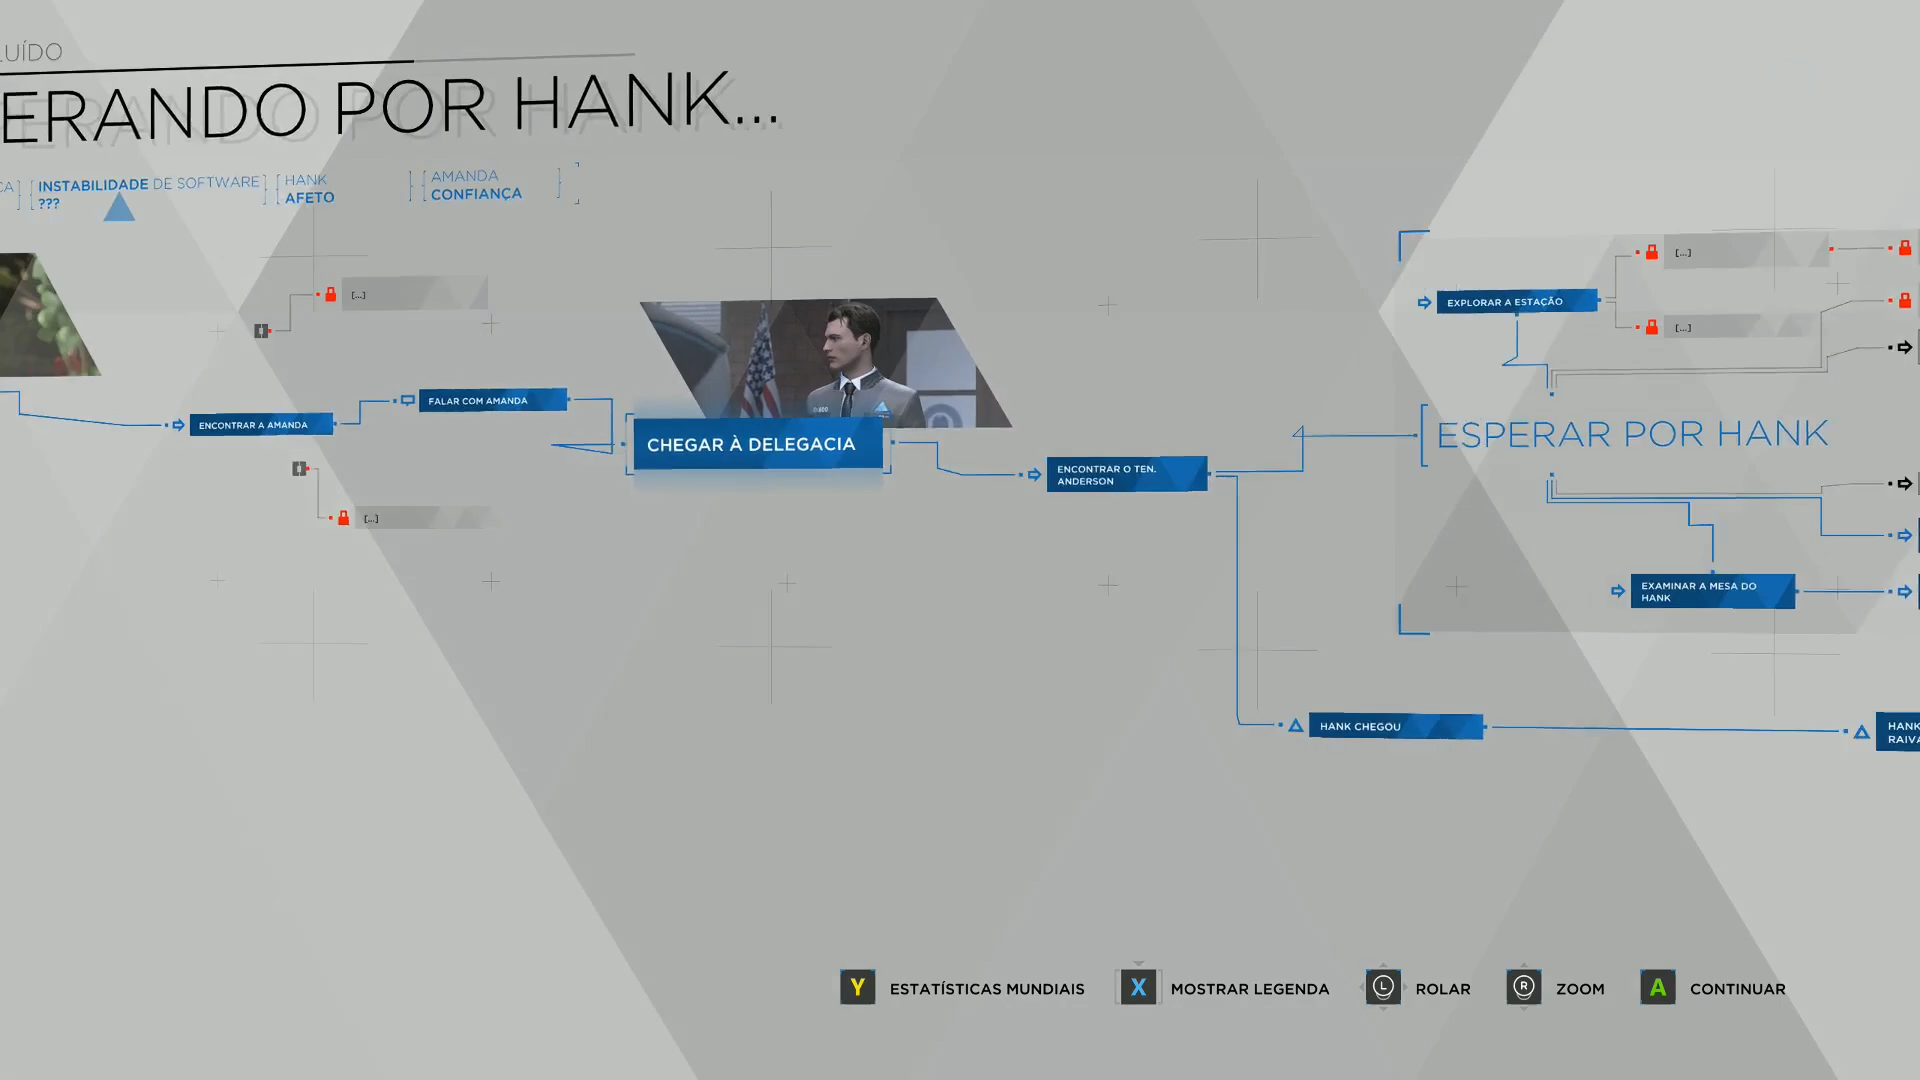 LUÍDO
ERANDO POR HANK...
CA
INSTABILIDADE DE SOFTWARE
???
HANK
AFETO
AMANDA
CONFIANÇA
[...]
[...]
EXPLORAR A ESTAÇÃO
[...]
FALAR COM AMANDA
ENCONTRAR A AMANDA
CHEGAR À DELEGACIA
ESPERAR POR HANK
ENCONTRAR O TEN.
ANDERSON
[...]
EXAMINAR A MESA DO
HANK
HANK CHEGOU
HANK
RAIVA
Y ESTATÍSTICAS MUNDIAIS
X MOSTRAR LEGENDA
L ROLAR
R ZOOM
A CONTINUAR